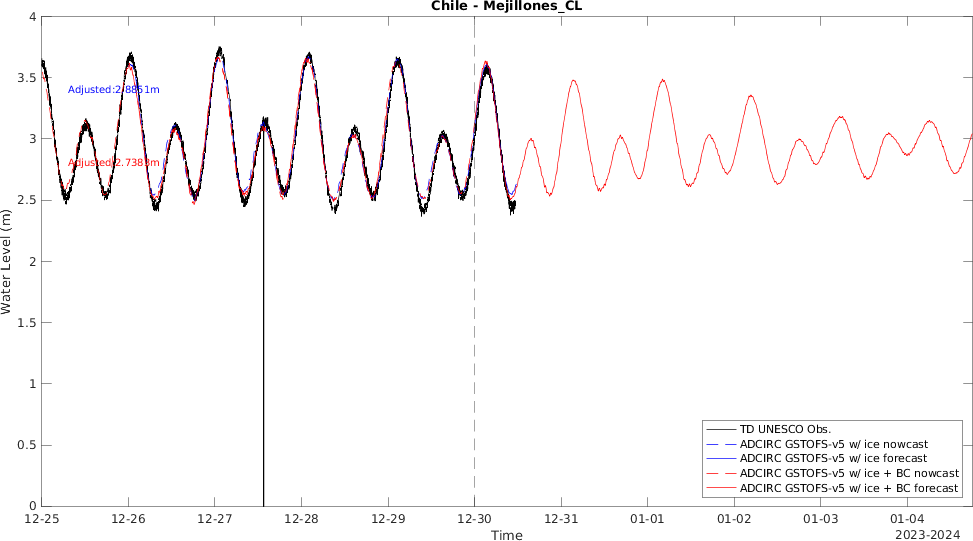 Chile - Mejillones_CL
4
3.5
3
2.5
2
1.5
1
0.5
0
Water Level (m)
Adjusted:2.8851m
TD UNESCO Obs.
ADCIRC GSTOFS-v5 w/ ice nowcast
ADCIRC GSTOFS-v5 w/ ice forecast
ADCIRC GSTOFS-v5 w/ ice + BC nowcast
ADCIRC GSTOFS-v5 w/ ice + BC forecast
12-25 12-26 12-27 12-28 12-29 12-30 12-31 01-01 01-02 01-03 01-04
Time
2023-2024